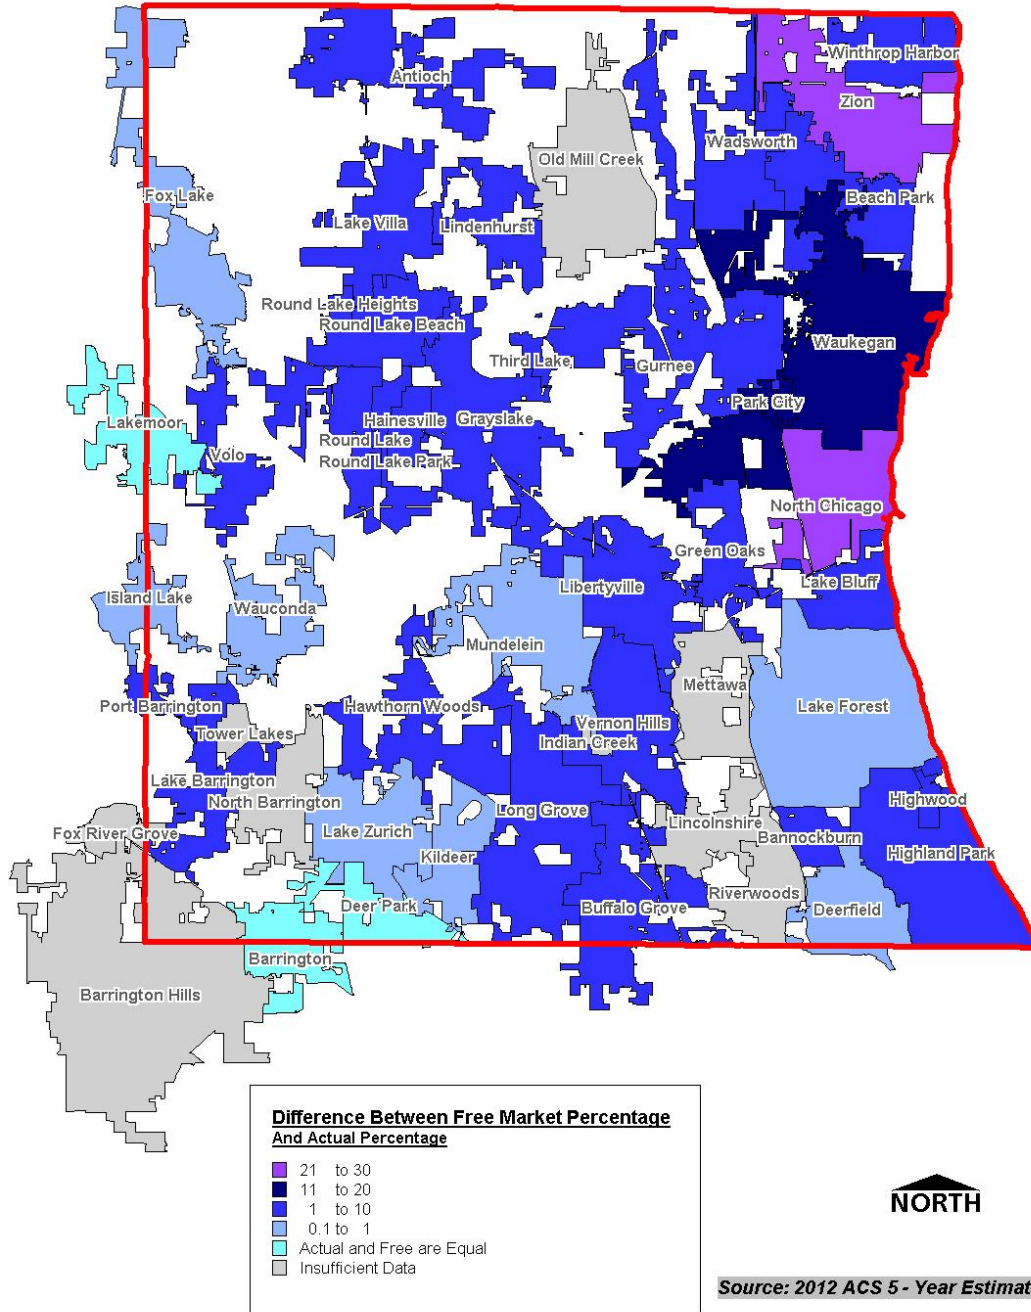 Winthrop Harbor
Antioch
Zion
Wadsworth
Old Mill Creek
Fox Lake
Beach Park
Lake Villa
Lindenhurst
Round Lake Heights
Round Lake Beach
Waukegan
Third Lake
Gurnee
Park City
Lakemoor
Hainesville
Grayslake
Round Lake
Volo
Round Lake Park
North Chicago
Green Oaks
Lake Bluff
Libertyville
Island Lake
Wauconda
Mundelein
Mettawa
Port Barrington
Hawthorn Woods
Lake Forest
Vernon Hills
Tower Lakes
Indian Creek
Lake Barrington
North Barrington
Highwood
Long Grove
Lincolnshire
Fox River Grove
Lake Zurich
Bannockburn
Kildeer
Highland Park
Riverwoods
Deer Park
Buffalo Grove
Deerfield
Barrington
Barrington Hills
Difference Between Free Market Percentage
And Actual Percentage
21 to 30
11 to 20
1 to 10
0.1 to 1
Actual and Free are Equal
Insufficient Data
NORTH
Source: 2012 ACS 5 - Year Estimat